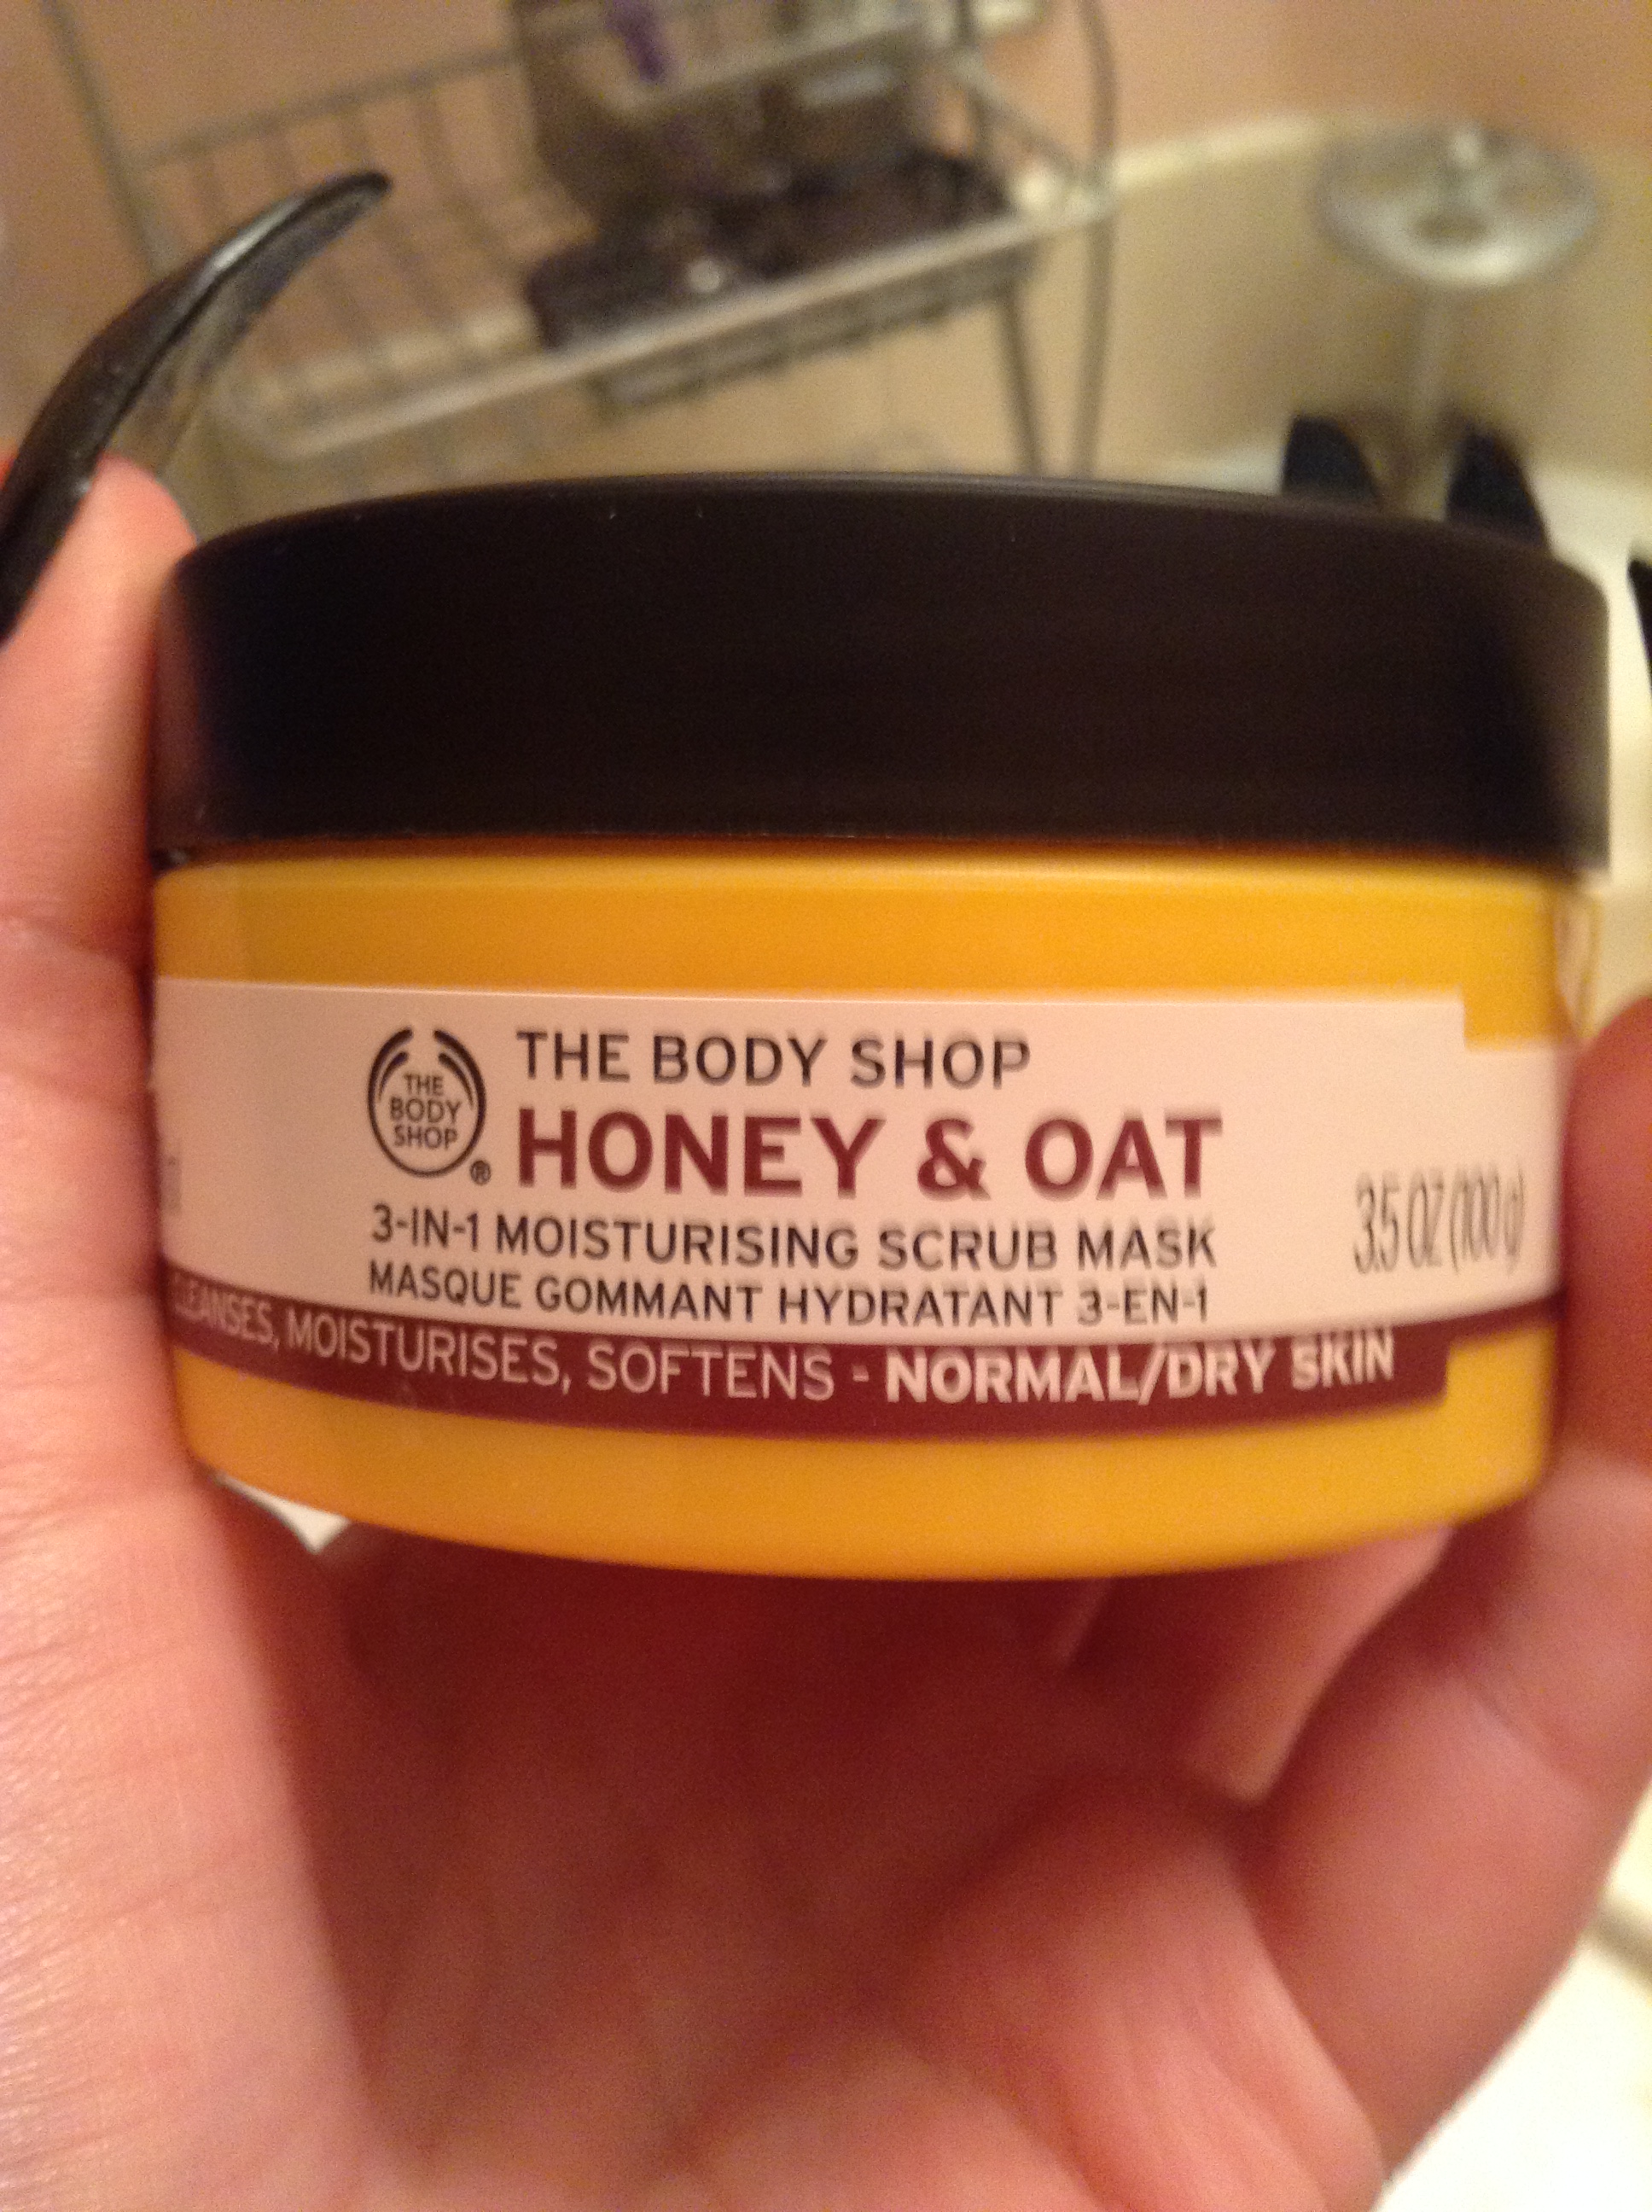 THE
BODY
SHOP
®
THE BODY SHOP
HONEY & OAT
3-IN-1 MOISTURISING SCRUB MASK
MASQUE GOMMANT HYDRATANT 3-EN-1
3.5 OZ (100 g)
CLEANSES, MOISTURISES, SOFTENS - NORMAL/DRY SKIN